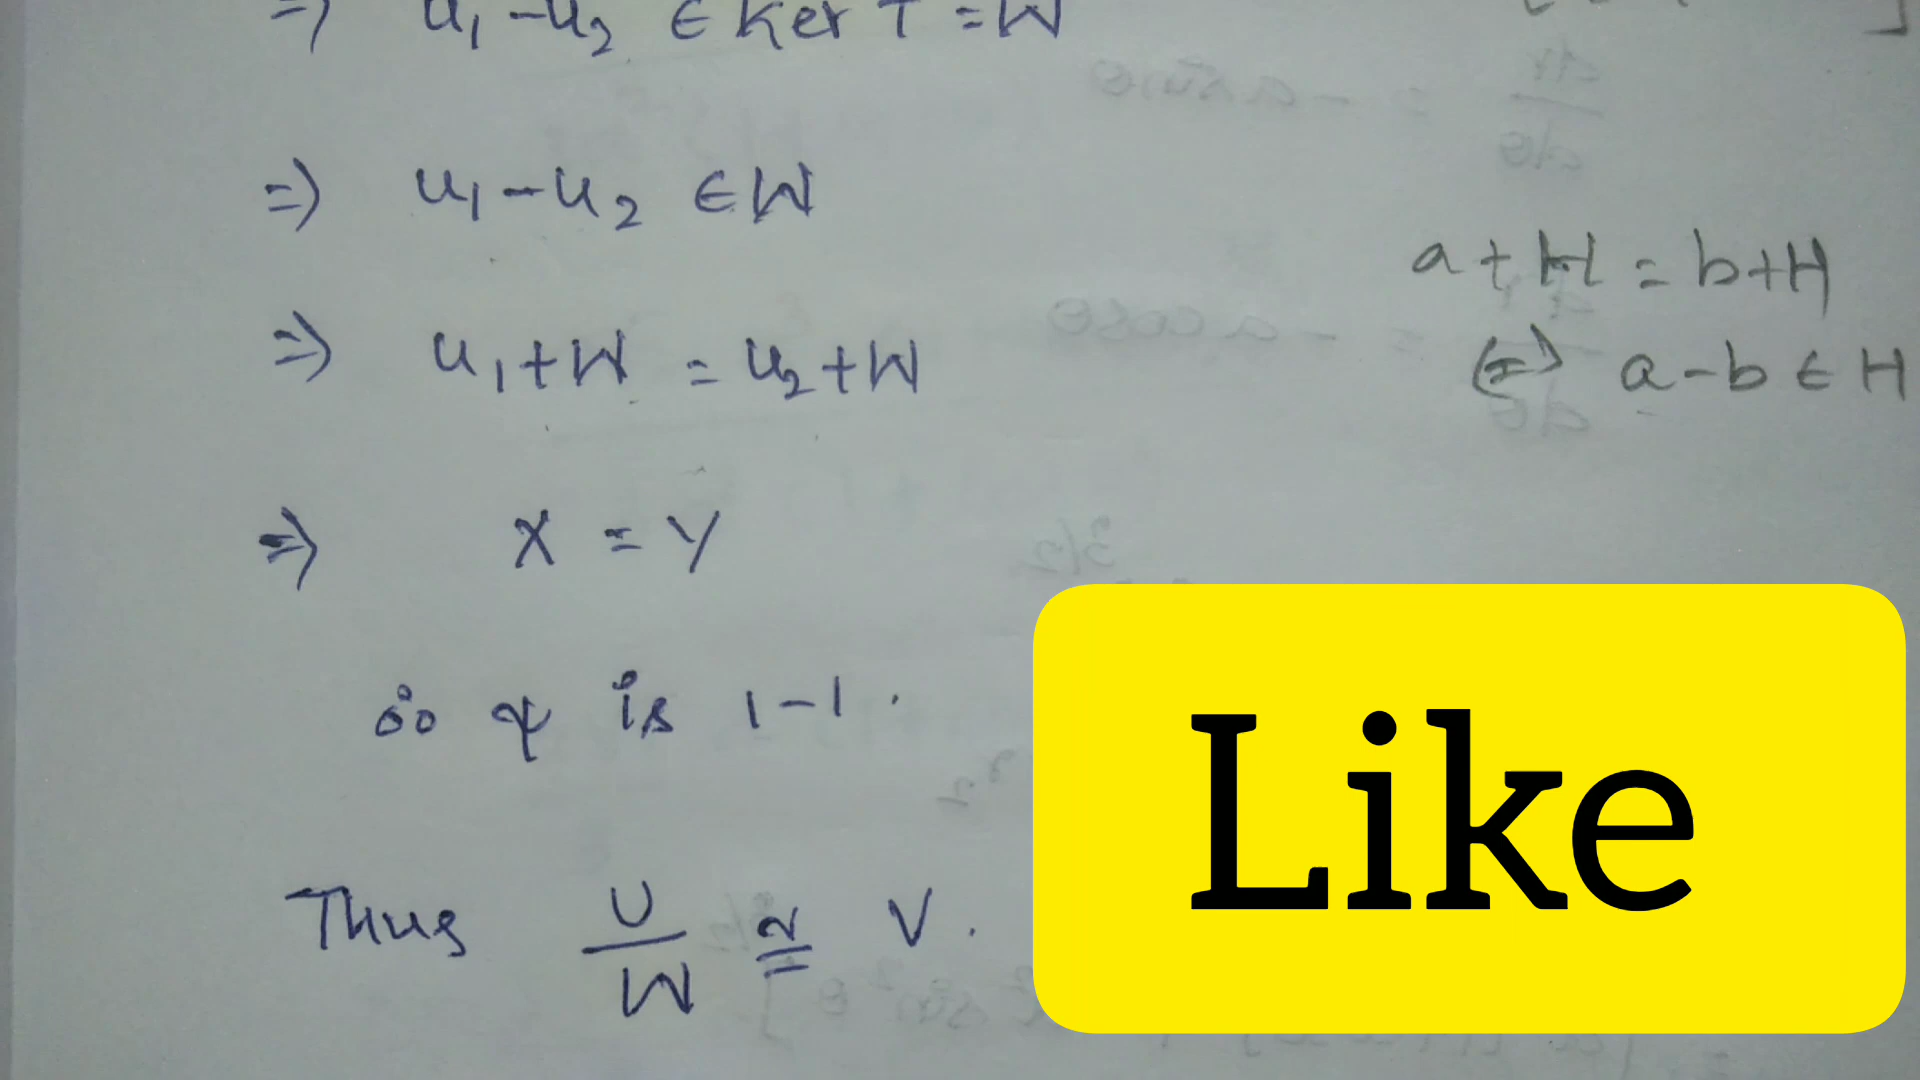 => u₁ - u₂ ∈ Ker T = W
=> u₁ - u₂ ∈ W
a + H = b + H
=> u₁ + W = u₂ + W
<=> a - b ∈ H
=> X = Y
So ψ is 1-1.
Thus U/W ≅ V.
Like